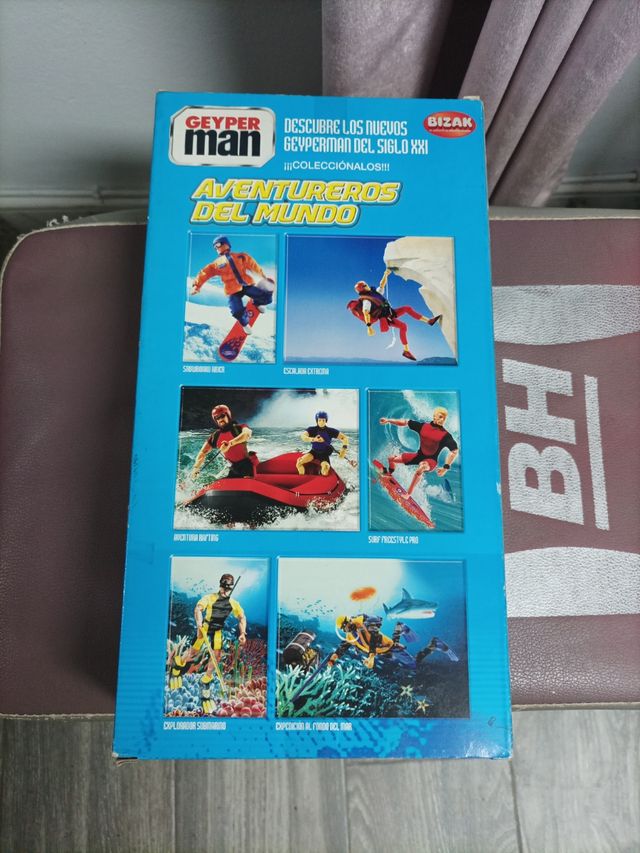 GEYPER
man
DESCUBRE LOS NUEVOS
GEYPERMAN DEL SIGLO XXI
¡¡¡COLECCIÓNALOS!!!
BIZAK
AVENTUREROS
DEL MUNDO
ESCALADA EXTREMA
AVENTURA RAFTING
SURF FREESTYLE PRO
EXPLORADOR SUBMARINO
EXPEDICIÓN AL FONDO DEL MAR
BH